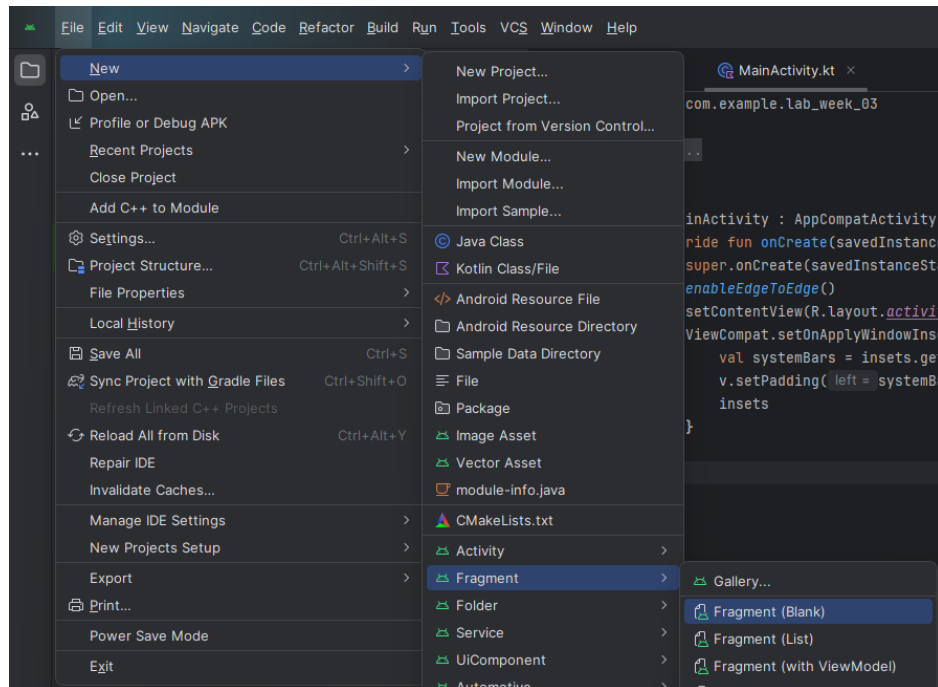 File Edit View Navigate Code Refactor Build Run Tools VCS Window Help
New
Open...
Profile or Debug APK
Recent Projects
Close Project
Add C++ to Module
Settings... Ctrl+Alt+S
Project Structure... Ctrl+Alt+Shift+S
File Properties
Local History
Save All Ctrl+S
Sync Project with Gradle Files Ctrl+Shift+O
Refresh Linked C++ Projects
Reload All from Disk Ctrl+Alt+Y
Repair IDE
Invalidate Caches...
Manage IDE Settings
New Projects Setup
Export
Print...
Power Save Mode
Exit
New Project...
Import Project...
Project from Version Control...
New Module...
Import Module...
Import Sample...
Java Class
Kotlin Class/File
Android Resource File
Android Resource Directory
Sample Data Directory
File
Package
Image Asset
Vector Asset
module-info.java
CMakeLists.txt
Activity
Fragment
Folder
Service
UiComponent
Automotive
Gallery...
Fragment (Blank)
Fragment (List)
Fragment (with ViewModel)
MainActivity.kt
com.example.lab_week_03
..
inActivity : AppCompatActivity
ride fun onCreate(savedInstanc
super.onCreate(savedInstanceSt
enableEdgeToEdge()
setContentView(R.layout.activi
ViewCompat.setOnApplyWindowIns
val systemBars = insets.ge
v.setPadding( left = systemB
insets
}